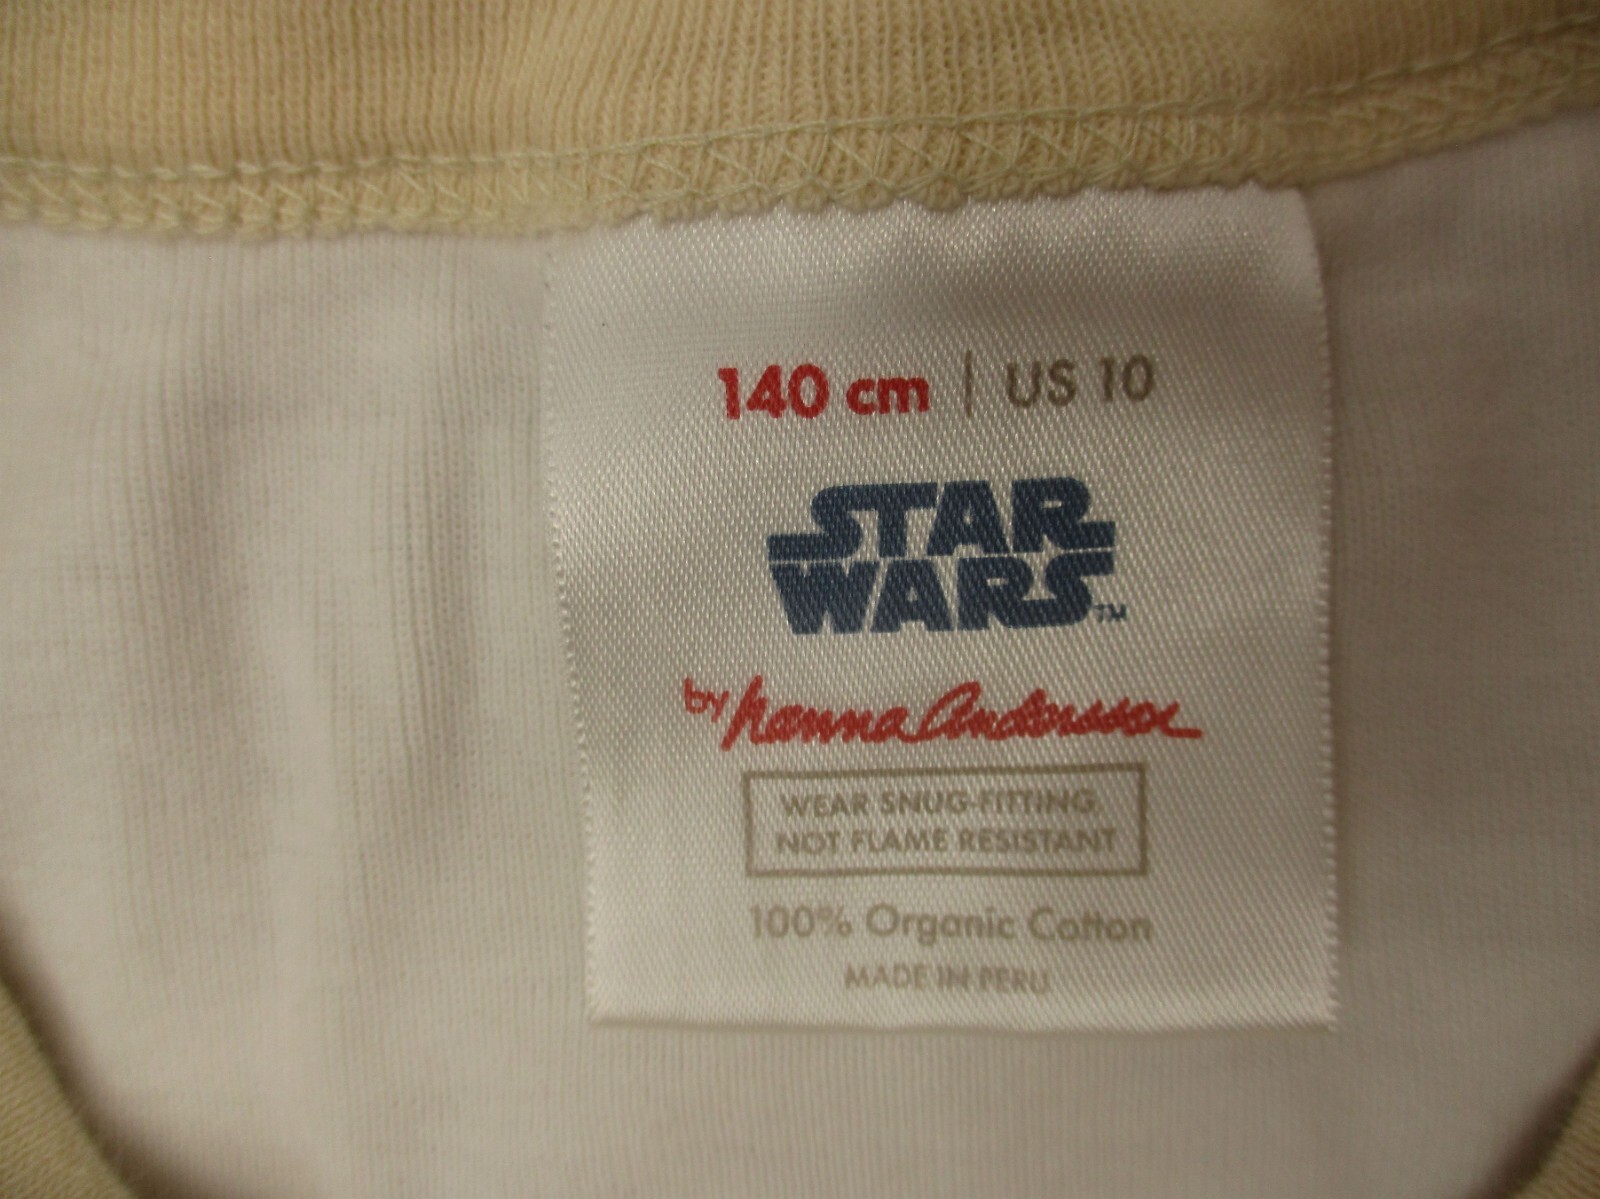 140 cm | US 10
STAR
WARS™
by hanna Andersson
WEAR SNUG-FITTING,
NOT FLAME RESISTANT
100% Organic Cotton
MADE IN PERU